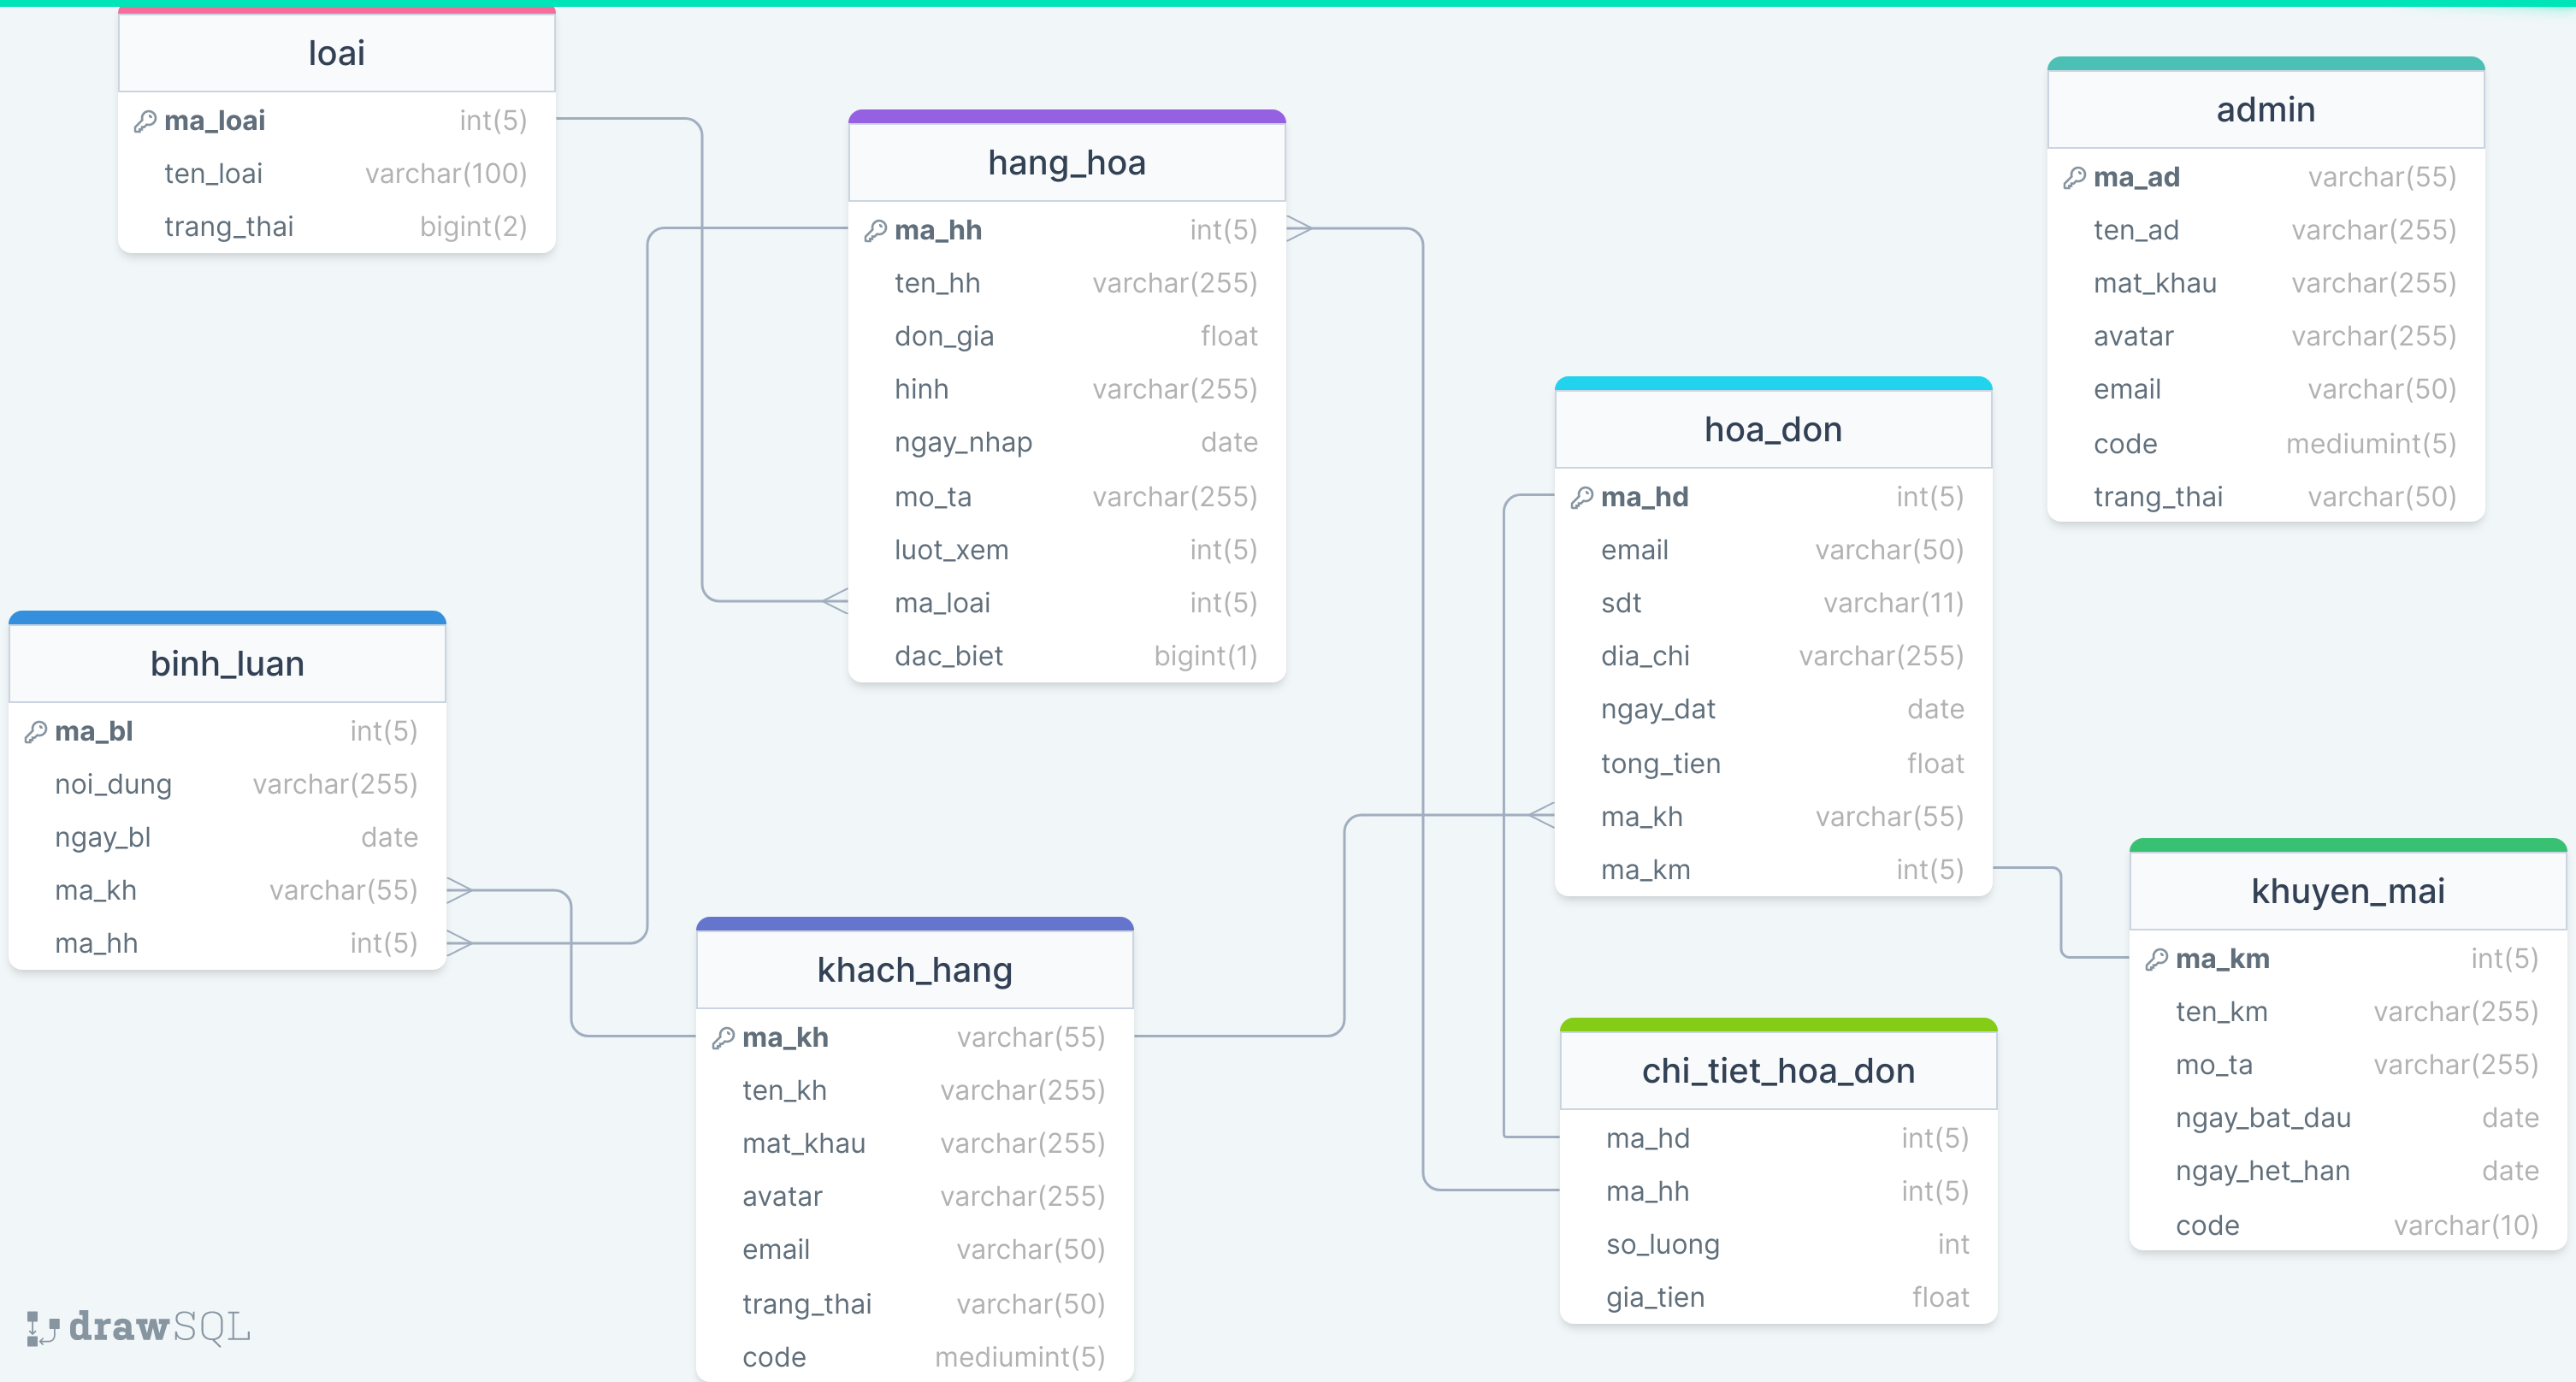 loai
ma_loai int(5)
ten_loai varchar(100)
trang_thai bigint(2)
hang_hoa
ma_hh int(5)
ten_hh varchar(255)
don_gia float
hinh varchar(255)
ngay_nhap date
mo_ta varchar(255)
luot_xem int(5)
ma_loai int(5)
dac_biet bigint(1)
admin
ma_ad varchar(55)
ten_ad varchar(255)
mat_khau varchar(255)
avatar varchar(255)
email varchar(50)
code mediumint(5)
trang_thai varchar(50)
hoa_don
ma_hd int(5)
email varchar(50)
sdt varchar(11)
dia_chi varchar(255)
ngay_dat date
tong_tien float
ma_kh varchar(55)
ma_km int(5)
binh_luan
ma_bl int(5)
noi_dung varchar(255)
ngay_bl date
ma_kh varchar(55)
ma_hh int(5)
khach_hang
ma_kh varchar(55)
ten_kh varchar(255)
mat_khau varchar(255)
avatar varchar(255)
email varchar(50)
trang_thai varchar(50)
code mediumint(5)
chi_tiet_hoa_don
ma_hd int(5)
ma_hh int(5)
so_luong int
gia_tien float
khuyen_mai
ma_km int(5)
ten_km varchar(255)
mo_ta varchar(255)
ngay_bat_dau date
ngay_het_han date
code varchar(10)
drawSQL